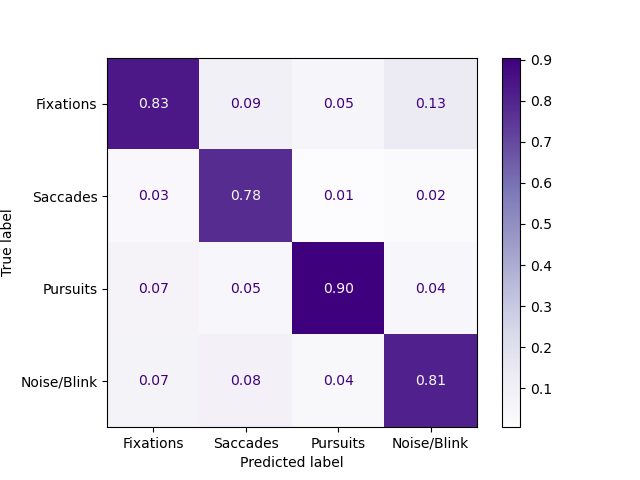 0.9
Fixations 0.83 0.09 0.05 0.13 0.8
0.7
Saccades 0.03 0.78 0.01 0.02 0.6
0.5
True label
Pursuits 0.07 0.05 0.90 0.04 0.4
0.3
0.2
Noise/Blink 0.07 0.08 0.04 0.81 0.1
Fixations Saccades Pursuits Noise/Blink
Predicted label